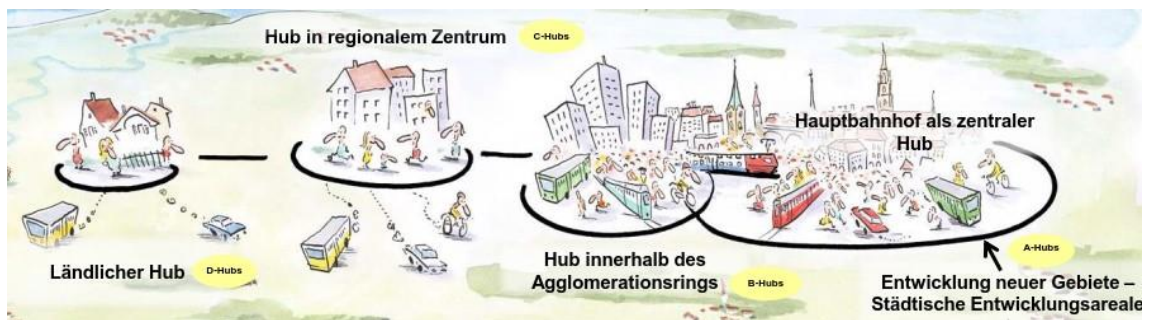 Hub in regionalem Zentrum
C-Hubs
Hauptbahnhof als zentraler
Hub
Ländlicher Hub
D-Hubs
Hub innerhalb des
Agglomerationsrings
B-Hubs
A-Hubs
Entwicklung neuer Gebiete –
Städtische Entwicklungsareale